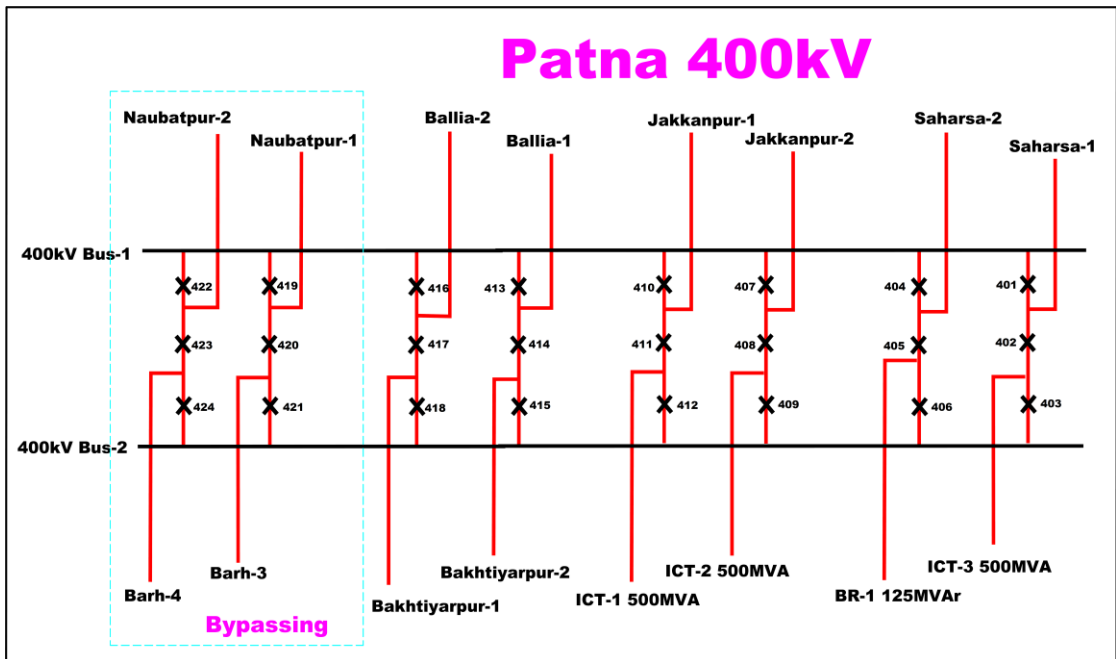 Patna 400kV
Naubatpur-2
Naubatpur-1
Ballia-2
Ballia-1
Jakkanpur-1
Jakkanpur-2
Saharsa-2
Saharsa-1
400kV Bus-1
422
419
416
413
410
407
404
401
423
420
417
414
411
408
405
402
424
421
418
415
412
409
406
403
400kV Bus-2
Barh-4
Barh-3
Bakhtiyarpur-1
Bakhtiyarpur-2
ICT-1 500MVA
ICT-2 500MVA
BR-1 125MVAr
ICT-3 500MVA
Bypassing